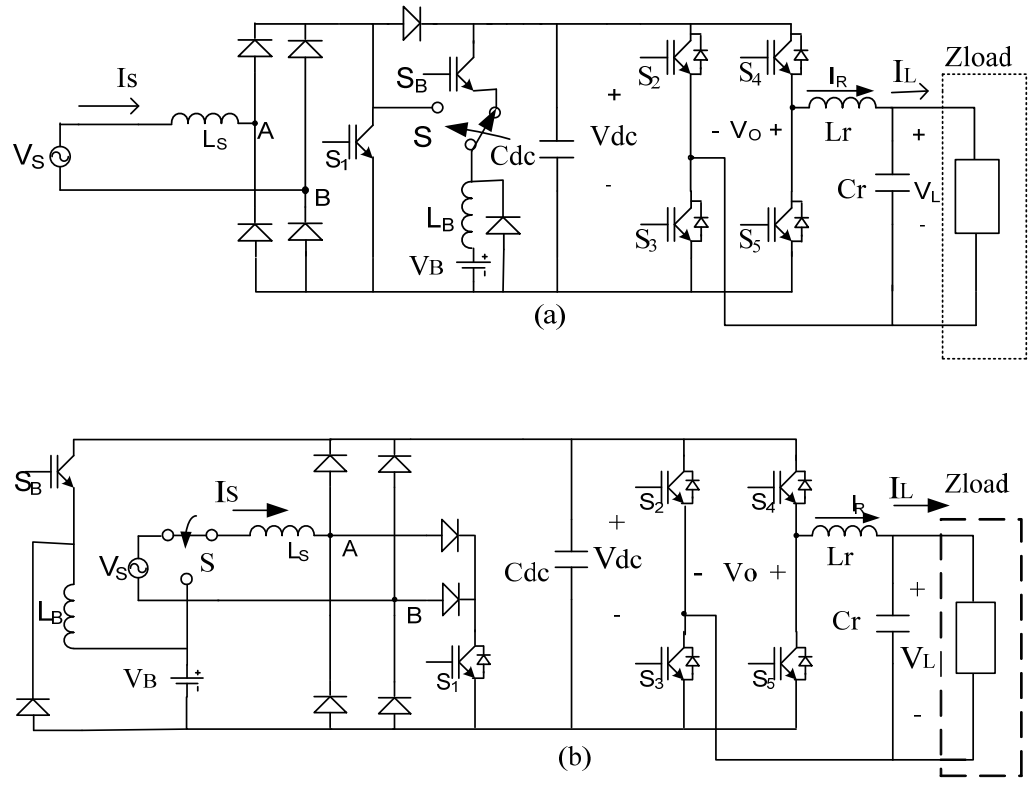 Is
Vs
Ls
A
B
S1
SB
S
LB
VB
Cdc
+
Vdc
-
S2
S3
S4
S5
- Vo +
IR
Lr
IL
Zload
Cr
+
VL
-
(a)
SB
Is
Vs
S
Ls
A
B
LB
VB
S1
Cdc
+
Vdc
-
S2
S3
S4
S5
- Vo +
IR
Lr
IL
Zload
Cr
+
VL
-
(b)